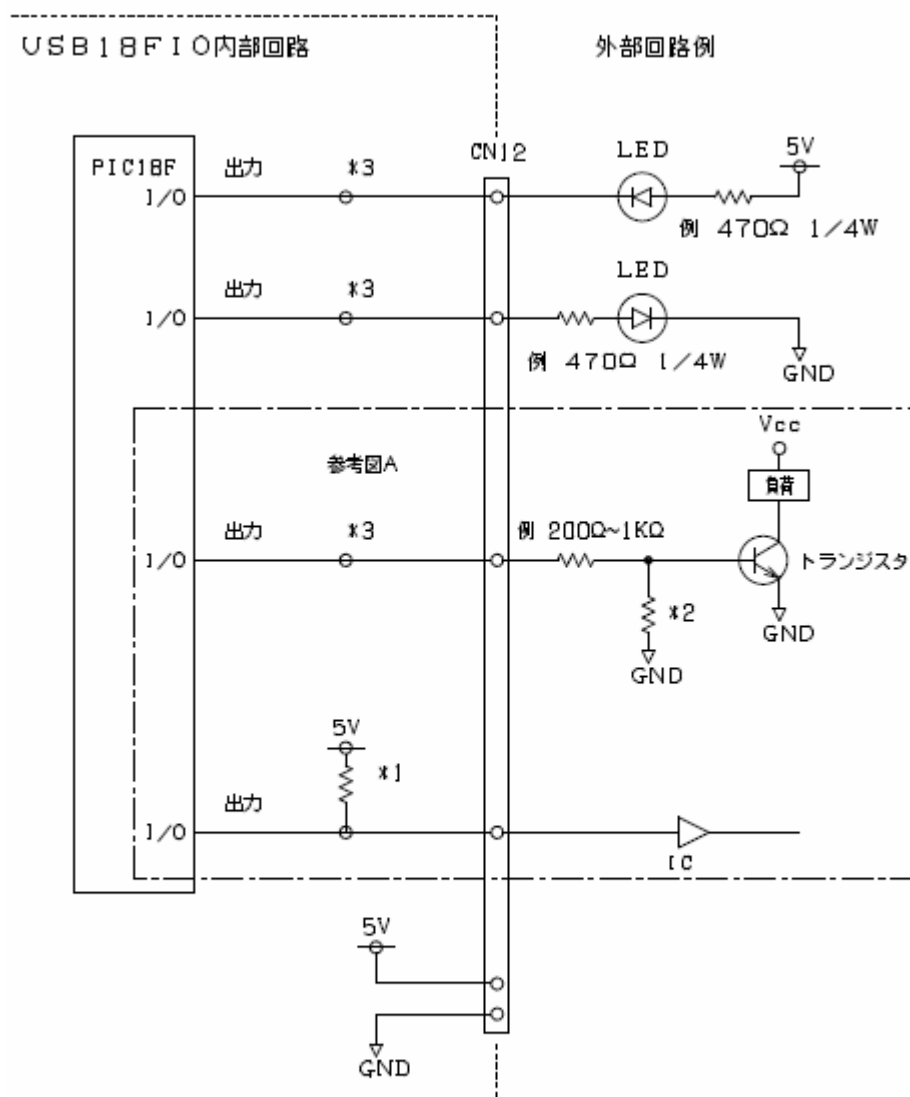 USB18FIO内部回路
外部回路例
PIC18F
CN12
LED
5V
I/O
出力
*3
例 470Ω 1/4W
LED
I/O
出力
*3
例 470Ω 1/4W
GND
Vcc
参考図A
負荷
I/O
出力
*3
例 200Ω~1KΩ
トランジスタ
*2
GND
GND
5V
*1
I/O
出力
IC
5V
GND